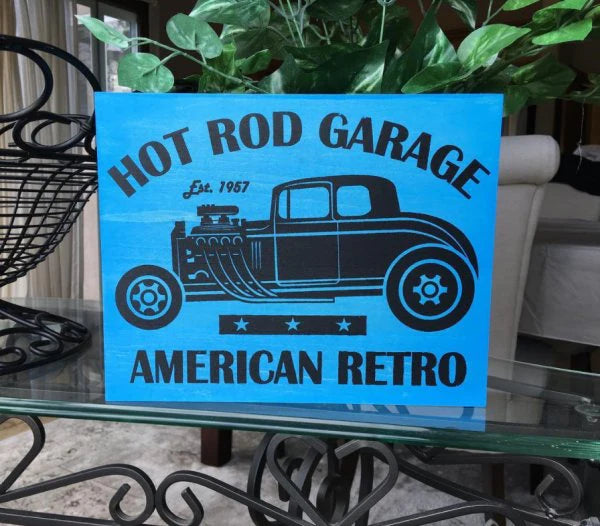 HOT ROD GARAGE
Est. 1957
AMERICAN RETRO